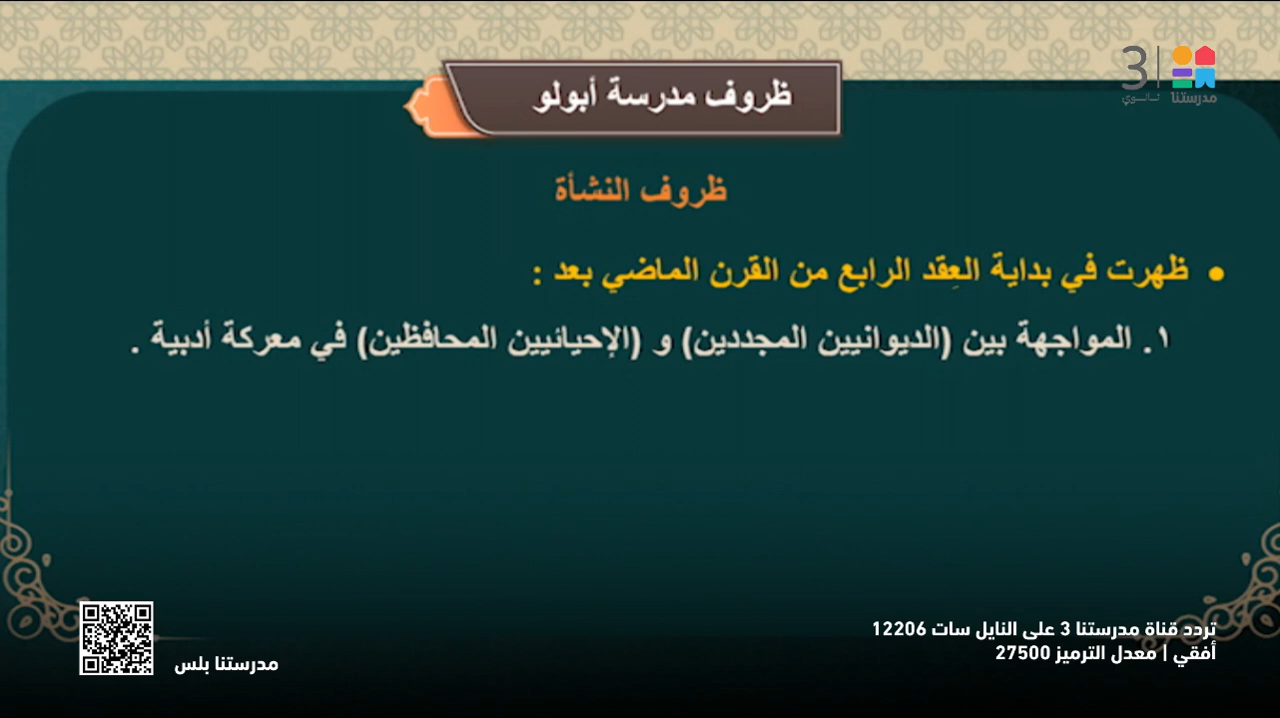 3
مدرستنا ثانوي
ظروف مدرسة أبولو
ظروف النشأة
• ظهرت في بداية العِقد الرابع من القرن الماضي بعد :
١. المواجهة بين (الديوانيين المجددين) و (الإحيائيين المحافظين) في معركة أدبية .
تردد قناة مدرستنا 3 على النايل سات 12206
أفقي | معدل الترميز 27500
مدرستنا بلس